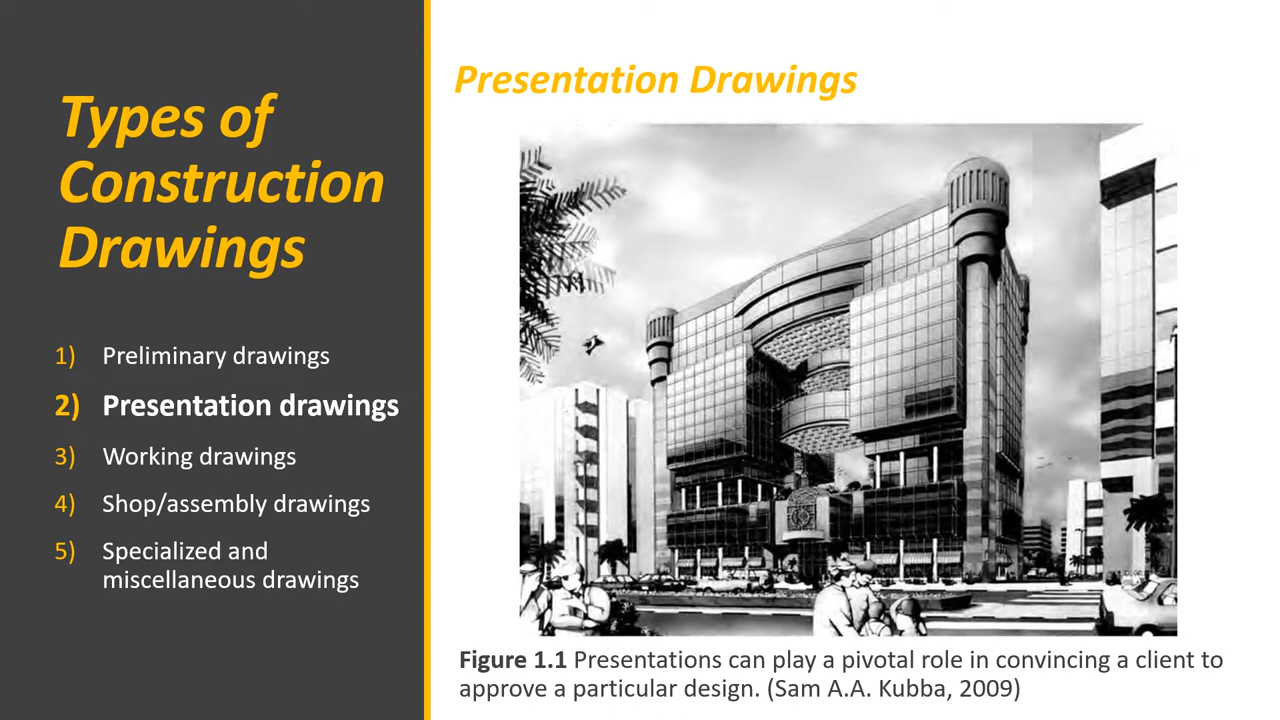 Types of
Construction
Drawings
1) Preliminary drawings
2) Presentation drawings
3) Working drawings
4) Shop/assembly drawings
5) Specialized and
miscellaneous drawings
Presentation Drawings
Figure 1.1 Presentations can play a pivotal role in convincing a client to
approve a particular design. (Sam A.A. Kubba, 2009)